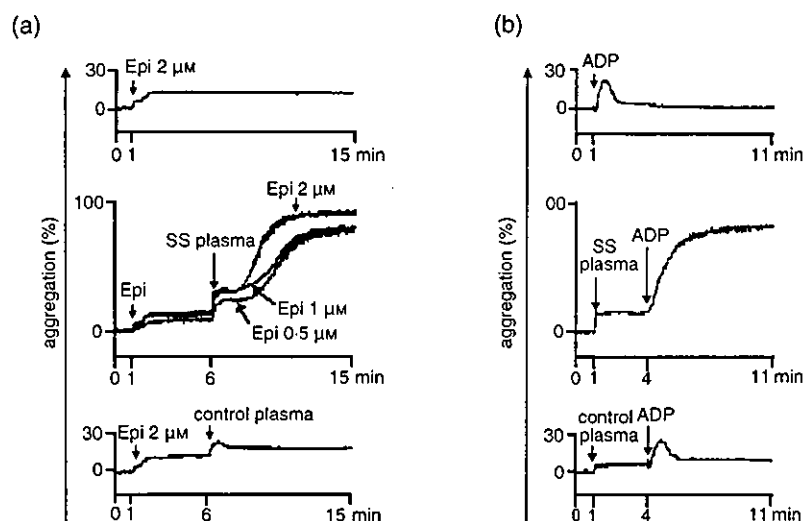 (a)
30
0
Epi 2 µM
0 1 15 min
100
0
Epi 2 µM
SS plasma
Epi
Epi 1 µM
Epi 0·5 µM
0 1 6 15 min
aggregation (%)
30
0
control plasma
Epi 2 µM
0 1 6 15 min
(b)
30
0
ADP
0 1 11 min
00
0
SS
plasma
ADP
0 1 4 11 min
aggregation (%)
30
0
control
plasma
ADP
0 1 4 11 min